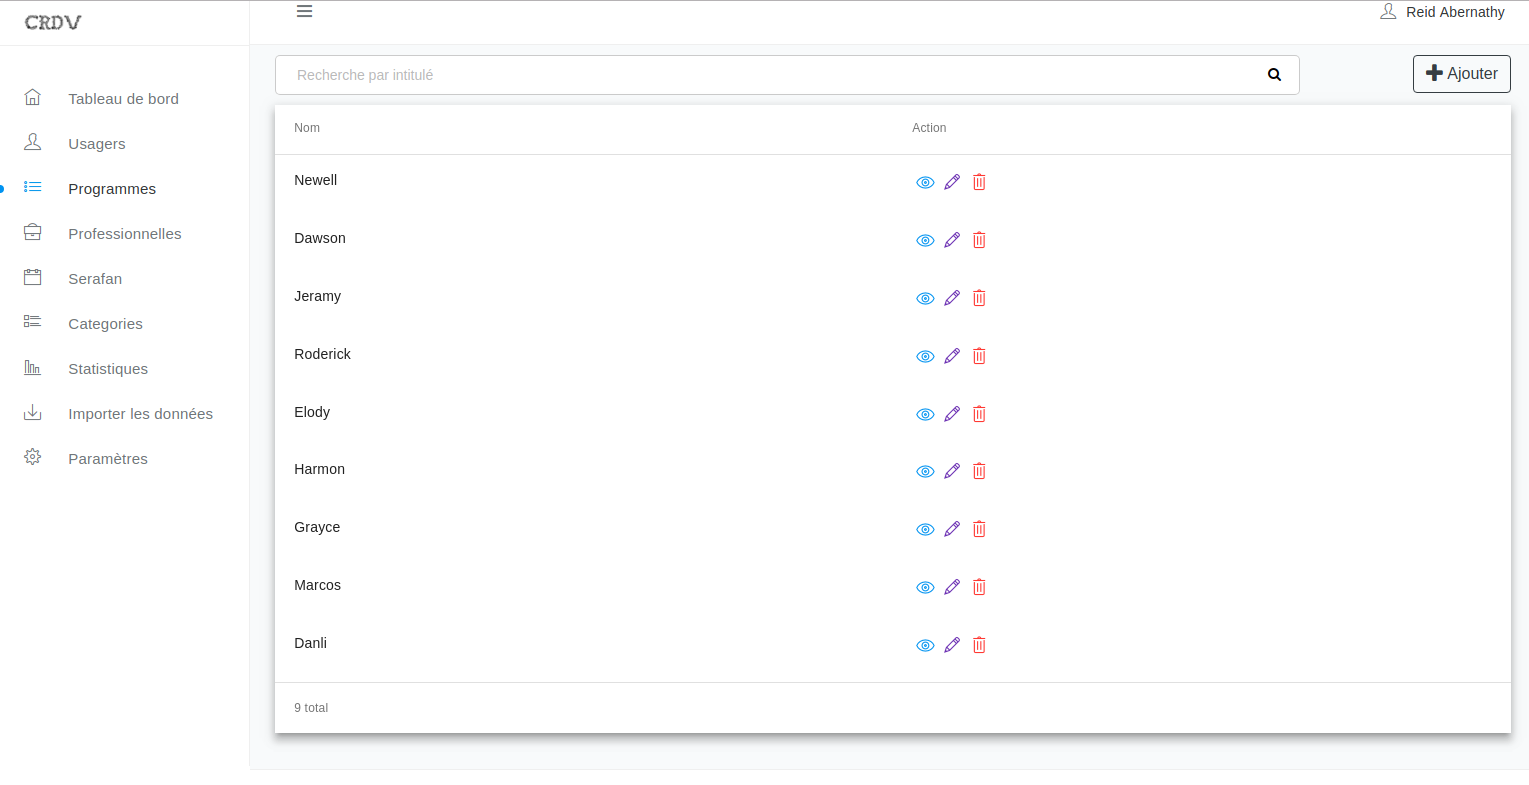 CRDV
Reid Abernathy
Tableau de bord
Usagers
Programmes
Professionnelles
Serafan
Categories
Statistiques
Importer les données
Paramètres
Recherche par intitulé
Ajouter
Nom Action
Newell
Dawson
Jeramy
Roderick
Elody
Harmon
Grayce
Marcos
Danli
9 total